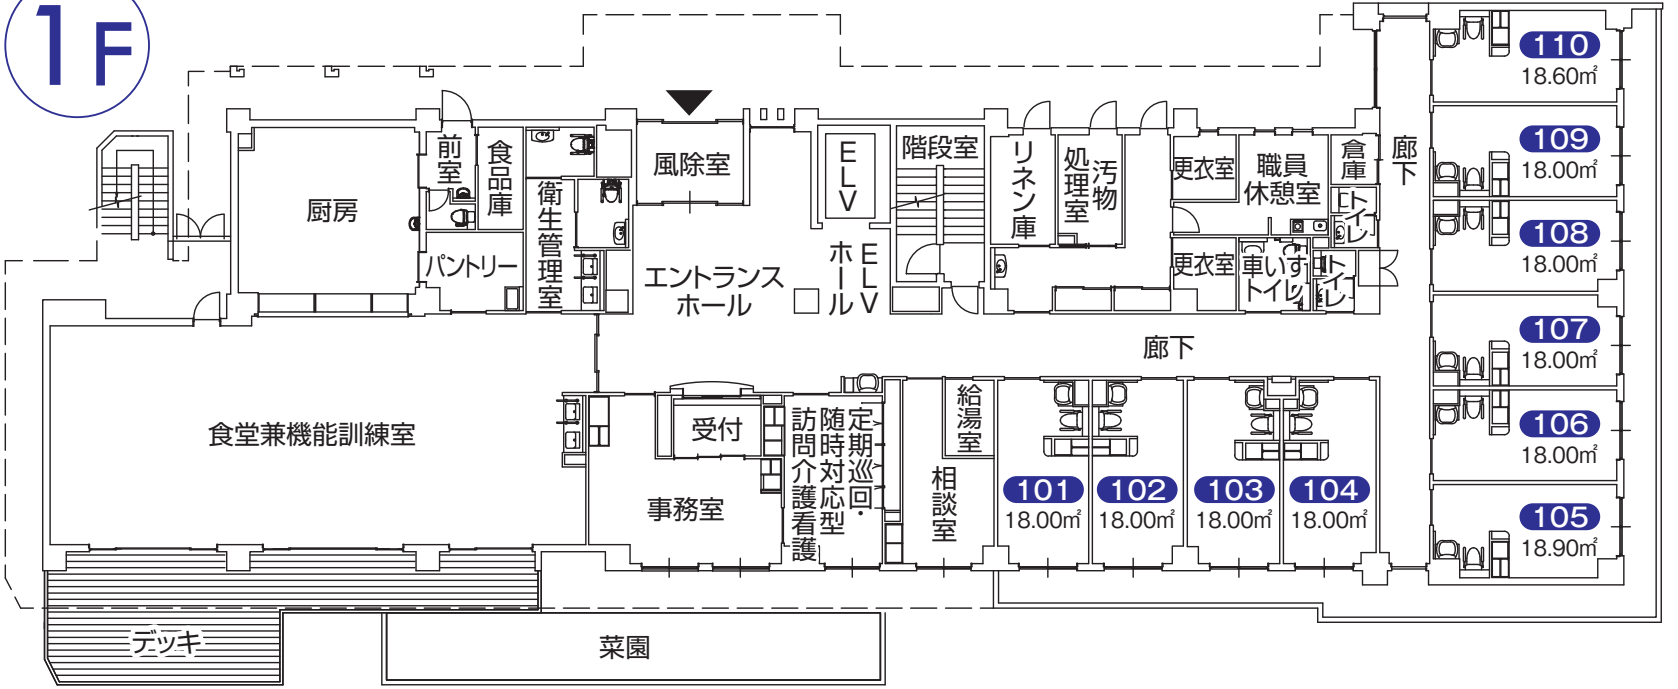 1F
厨房
前室
食品庫
パントリー
衛生管理室
風除室
エントランス
ホール
ELV
ELV
ホール
階段室
リネン庫
汚物
処理室
更衣室
職員
休憩室
倉庫
トイレ
更衣室
車いす
トイレ
トイレ
廊下
廊下
食堂兼機能訓練室
受付
事務室
定期巡回・
随時対応型
訪問介護看護
給湯室
相談室
101
18.00㎡
102
18.00㎡
103
18.00㎡
104
18.00㎡
110
18.60㎡
109
18.00㎡
108
18.00㎡
107
18.00㎡
106
18.00㎡
105
18.90㎡
デッキ
菜園